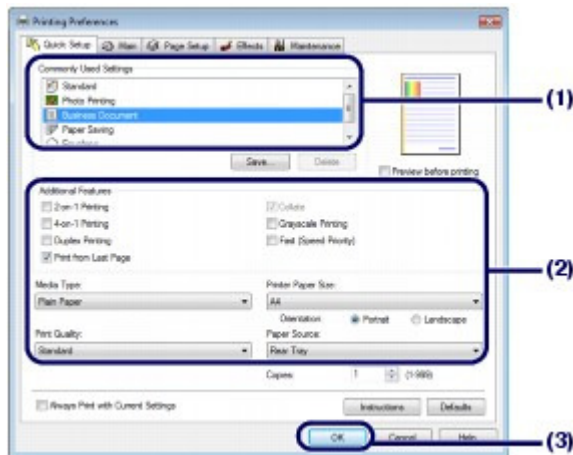 Printing Preferences
Quick Setup Main Page Setup Effects Maintenance
Commonly Used Settings
Standard
Photo Printing
Business Document
Paper Saving
(1)
Save... Delete
Preview before printing
Additional Features
2-on-1 Printing Collate
4-on-1 Printing Grayscale Printing
Duplex Printing Fast (Speed Priority)
Print from Last Page
(2)
Media Type: Printer Paper Size:
Plain Paper A4
Orientation: Portrait Landscape
Print Quality: Paper Source:
Standard Rear Tray
Copies: 1 (1-999)
Always Print with Current Settings Instructions Defaults
OK Cancel Help
(3)